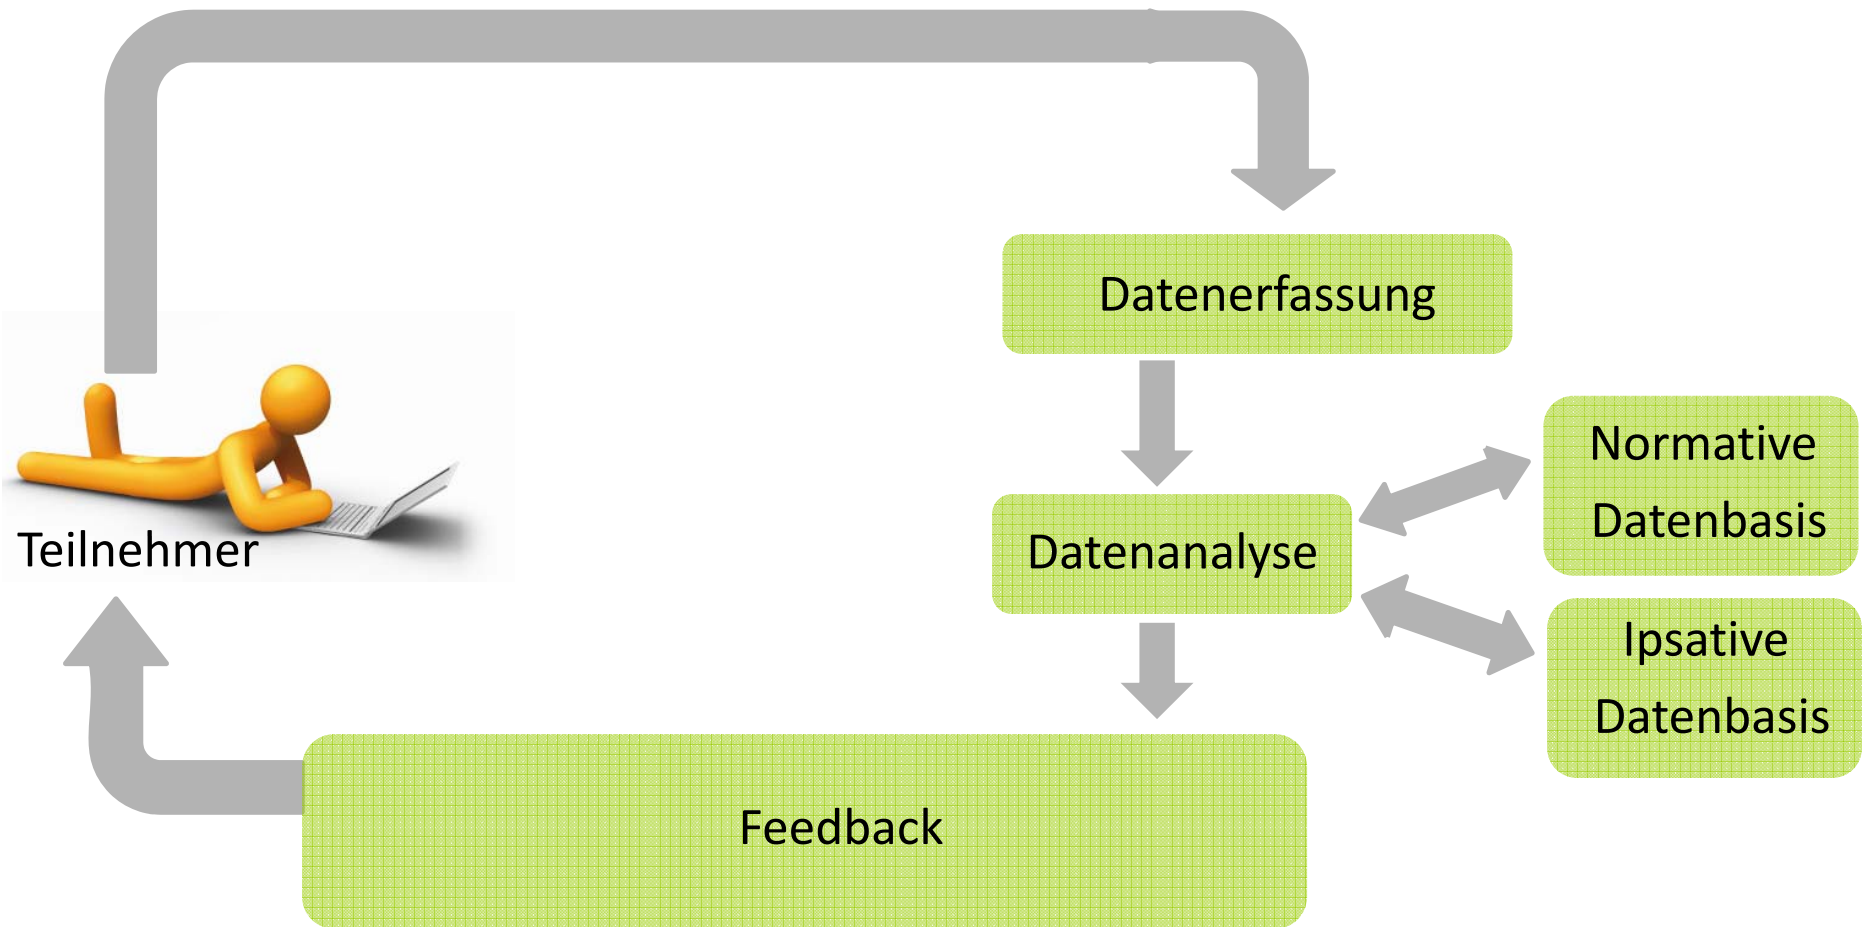 Datenerfassung
Normative
Datenbasis
Teilnehmer
Datenanalyse
Ipsative
Datenbasis
Feedback